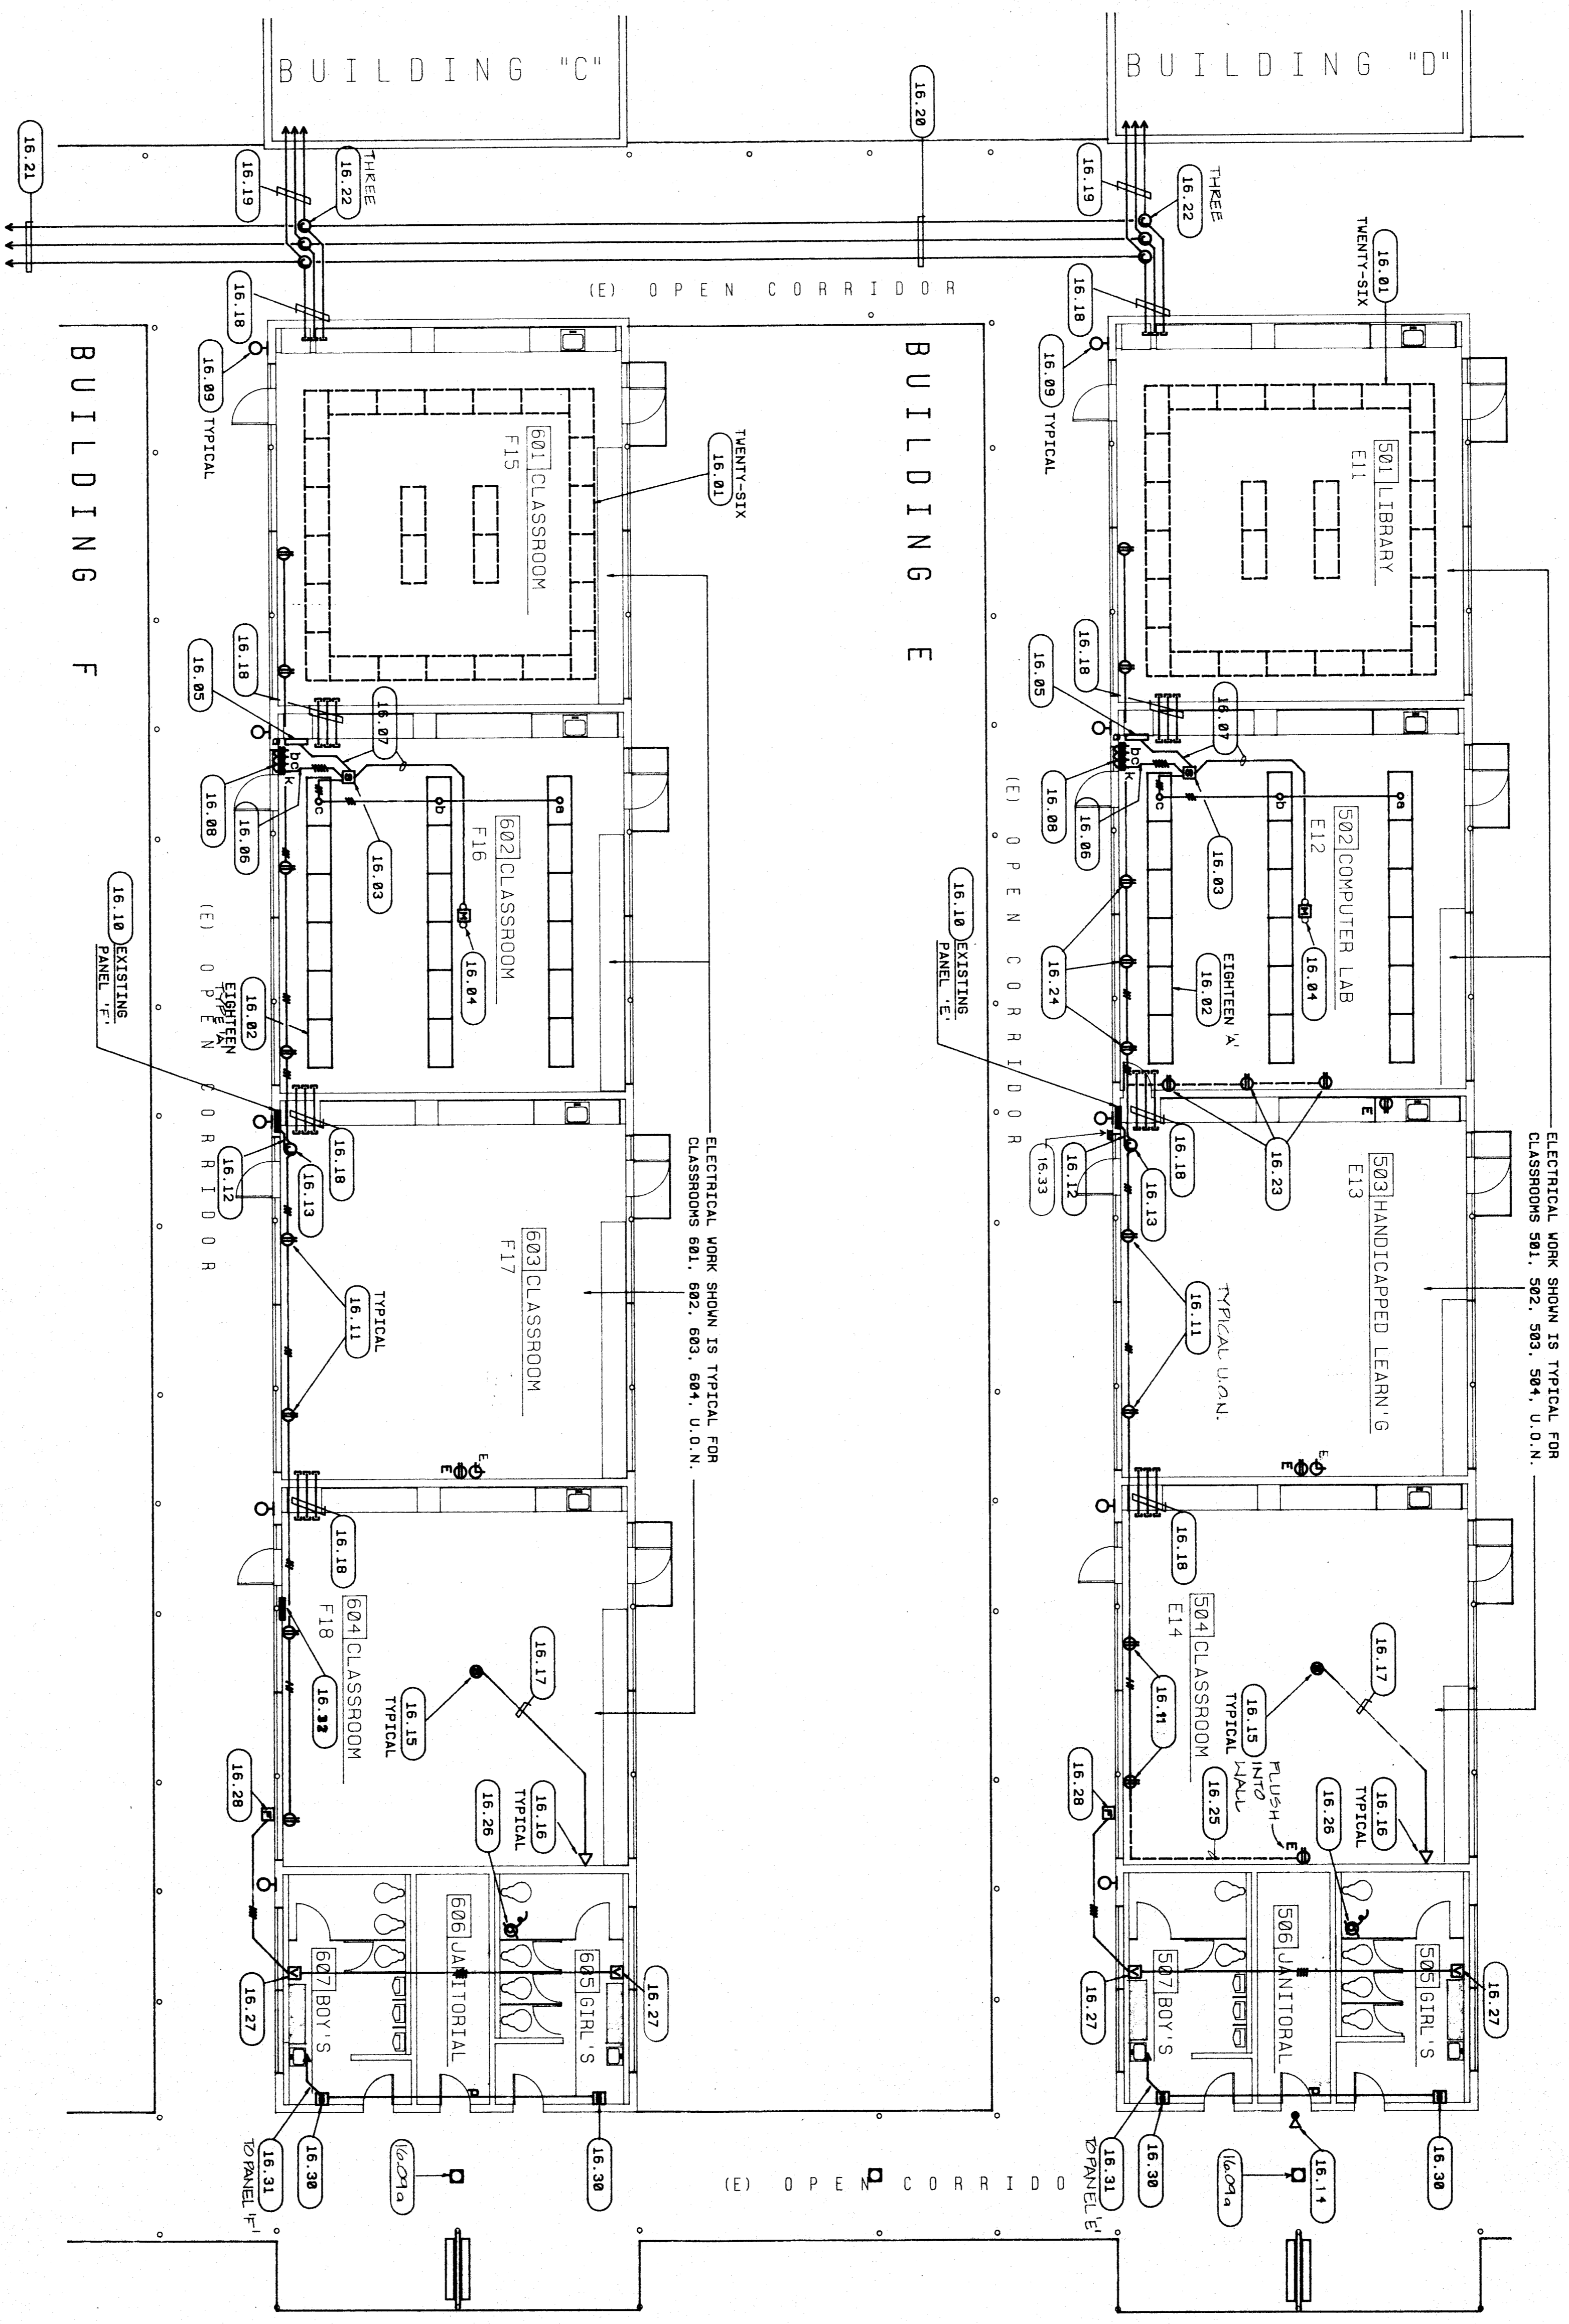 BUILDING "C"
BUILDING "D"
16.21
16.20
16.19
THREE
16.22
16.18
16.19
THREE
16.22
16.18
TWENTY-SIX
16.01
(E) OPEN CORRIDOR
BUILDING F
BUILDING E
16.09 TYPICAL
601 CLASSROOM
F15
TWENTY-SIX
16.01
16.09 TYPICAL
501 LIBRARY
E11
16.18
16.05
16.07
16.08
16.06
b
c
k
c
b
a
16.03
602 CLASSROOM
F16
16.04
16.02
EIGHTEEN
TYPE 'A'
16.10 EXISTING
PANEL 'F'
(E) OPEN CORRIDOR
16.18
16.05
16.07
16.08
16.06
b
c
k
c
b
a
16.03
502 COMPUTER LAB
E12
16.04
EIGHTEEN 'A'
16.02
16.24
16.10 EXISTING
PANEL 'E'
(E) OPEN CORRIDOR
16.18
16.12
16.13
603 CLASSROOM
F17
TYPICAL
16.11
E
E
ELECTRICAL WORK SHOWN IS TYPICAL FOR
CLASSROOMS 601, 602, 603, 604, U.O.N.
16.18
16.12
16.33
16.13
16.23
E
503 HANDICAPPED LEARN'G
E13
TYPICAL U.O.N.
16.11
E
E
ELECTRICAL WORK SHOWN IS TYPICAL FOR
CLASSROOMS 501, 502, 503, 504, U.O.N.
16.18
604 CLASSROOM
F18
16.32
16.17
16.15
TYPICAL
16.28
16.26
16.16
TYPICAL
16.18
504 CLASSROOM
E14
16.11
16.17
16.15
TYPICAL
FLUSH
INTO
WALL
16.25
E
16.28
16.26
16.16
TYPICAL
607 BOY'S
606 JANITORIAL
605 GIRL'S
16.27
16.27
507 BOY'S
506 JANITORAL
505 GIRL'S
16.27
16.27
16.31
TO PANEL 'F'
16.30
16.09a
16.30
(E) OPEN CORRIDO
16.31
TO PANEL 'E'
16.30
16.09a
16.14
16.30